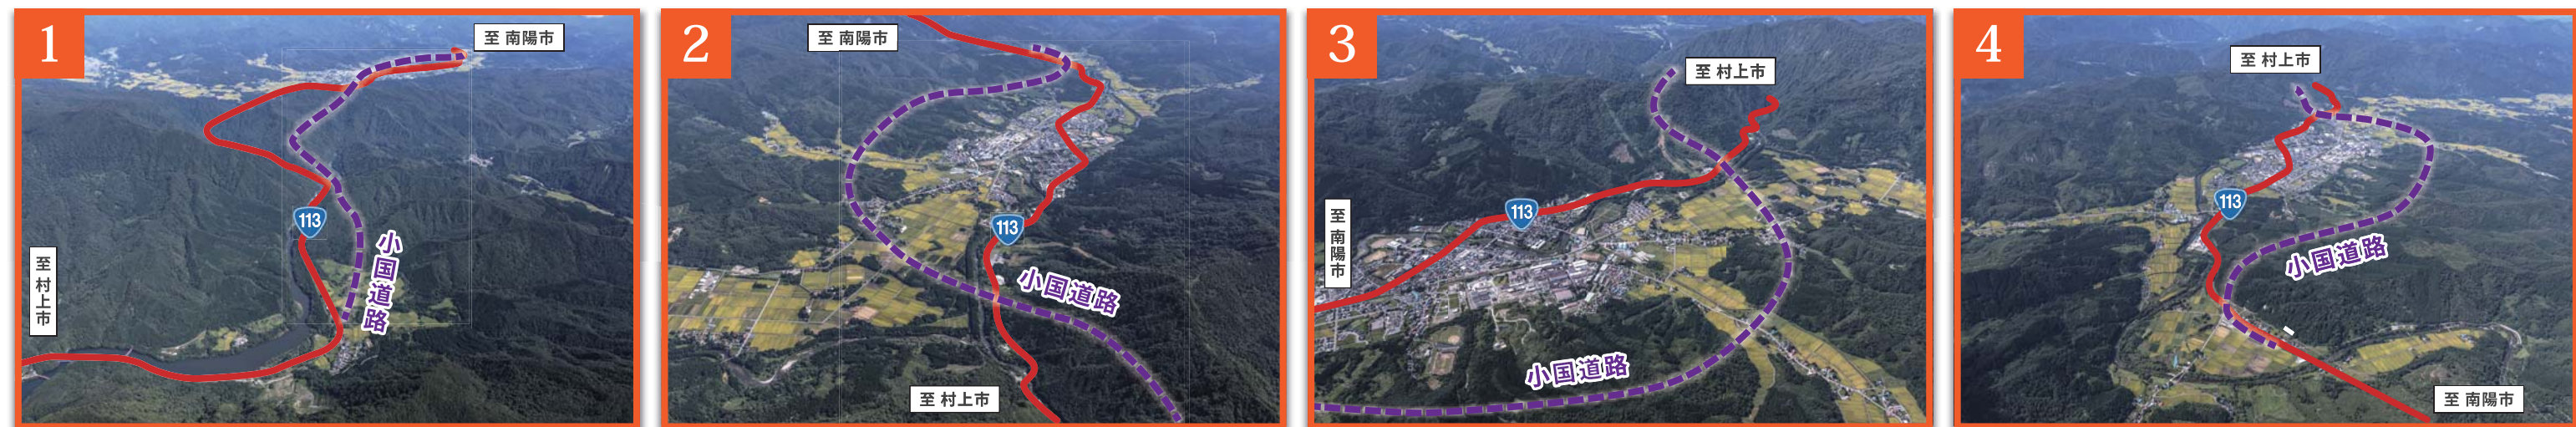 1
至 南陽市
113
至 村上市
小国道路
2
至 南陽市
113
小国道路
至 村上市
3
至 村上市
113
至 南陽市
小国道路
4
至 村上市
113
小国道路
至 南陽市